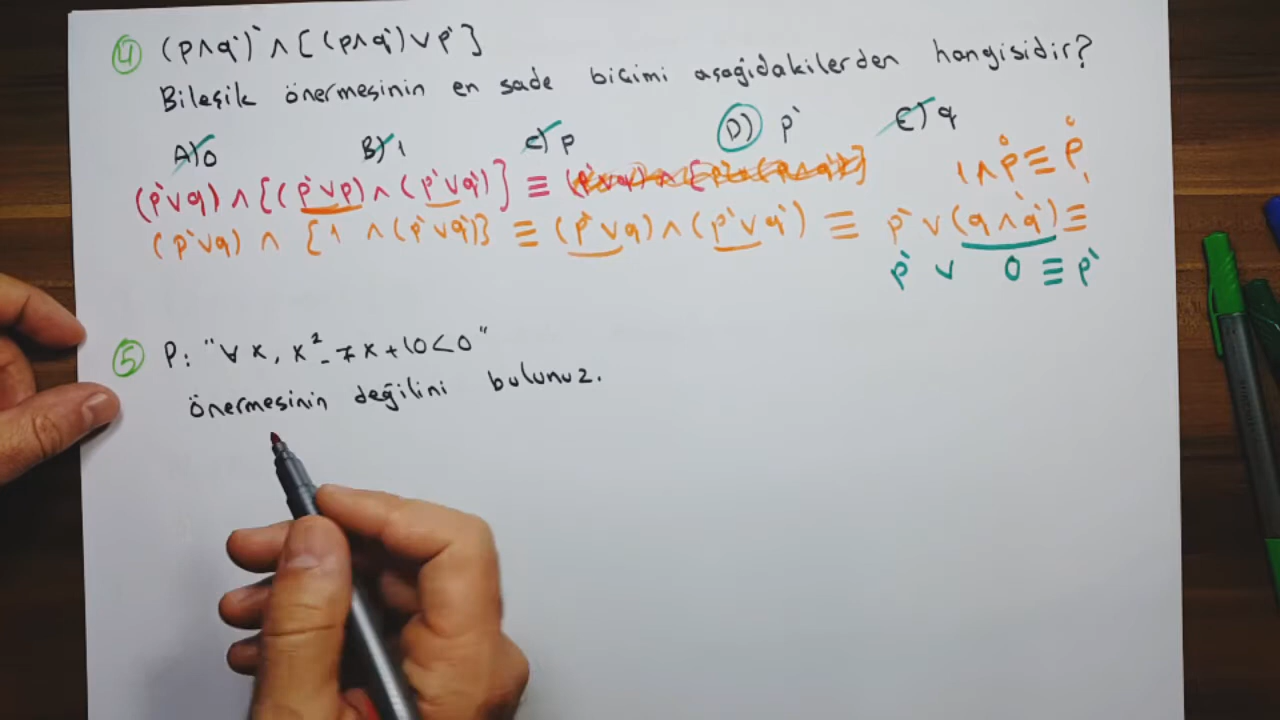 4 (p∧q')' ∧ [(p∧q')∨p']
Bileşik önermesinin en sade biçimi aşağıdakilerden hangisidir?
A) 0 B) 1 C) p D) p' E) q
(p'∨q) ∧ [(p'∨p)∧(p'∨q')] ≡
1∧p ≡ p
(p'∨q) ∧ [1 ∧(p'∨q')] ≡ (p'∨q)∧(p'∨q') ≡ p'∨(q∧q') ≡
p' ∨ 0 ≡ p'
5 P: "∀x, x²-7x+10<0"
önermesinin değilini bulunuz.